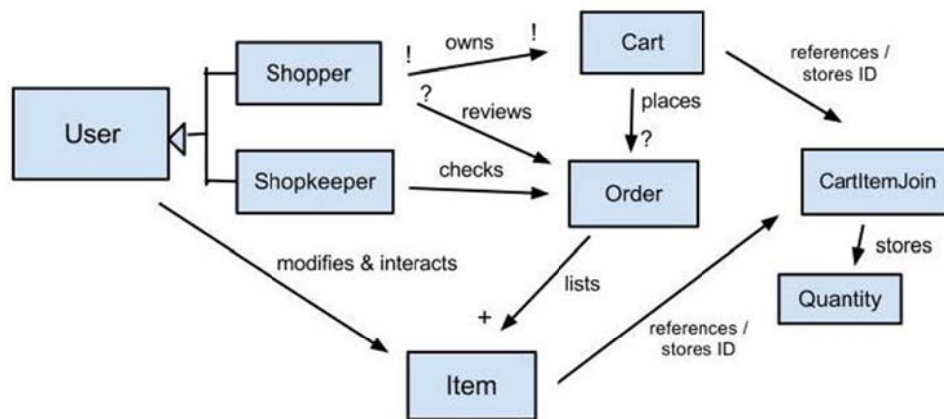 ! owns !
Cart
Shopper
references /
stores ID
? reviews
places
User
?
Shopkeeper
checks
Order
CartItemJoin
modifies & interacts
lists
stores
Quantity
+
references /
stores ID
Item